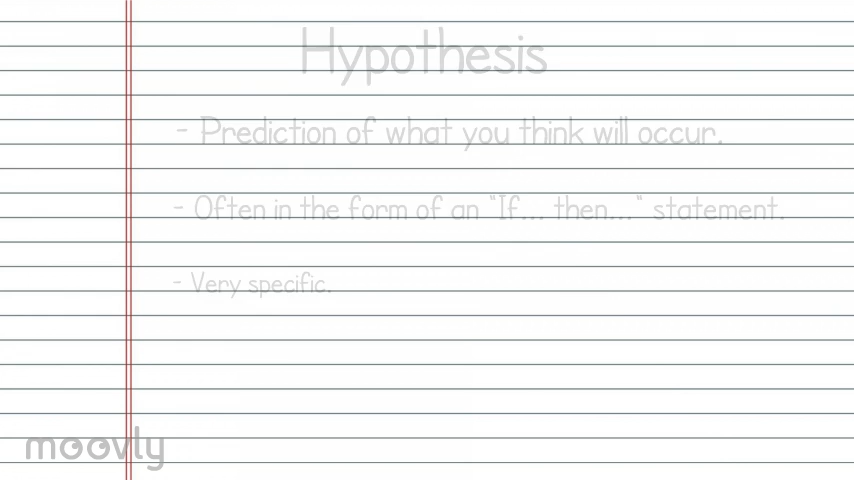 Hypothesis
- Prediction of what you think will occur.
- Often in the form of an "If... then..." statement.
- Very specific.
moovly